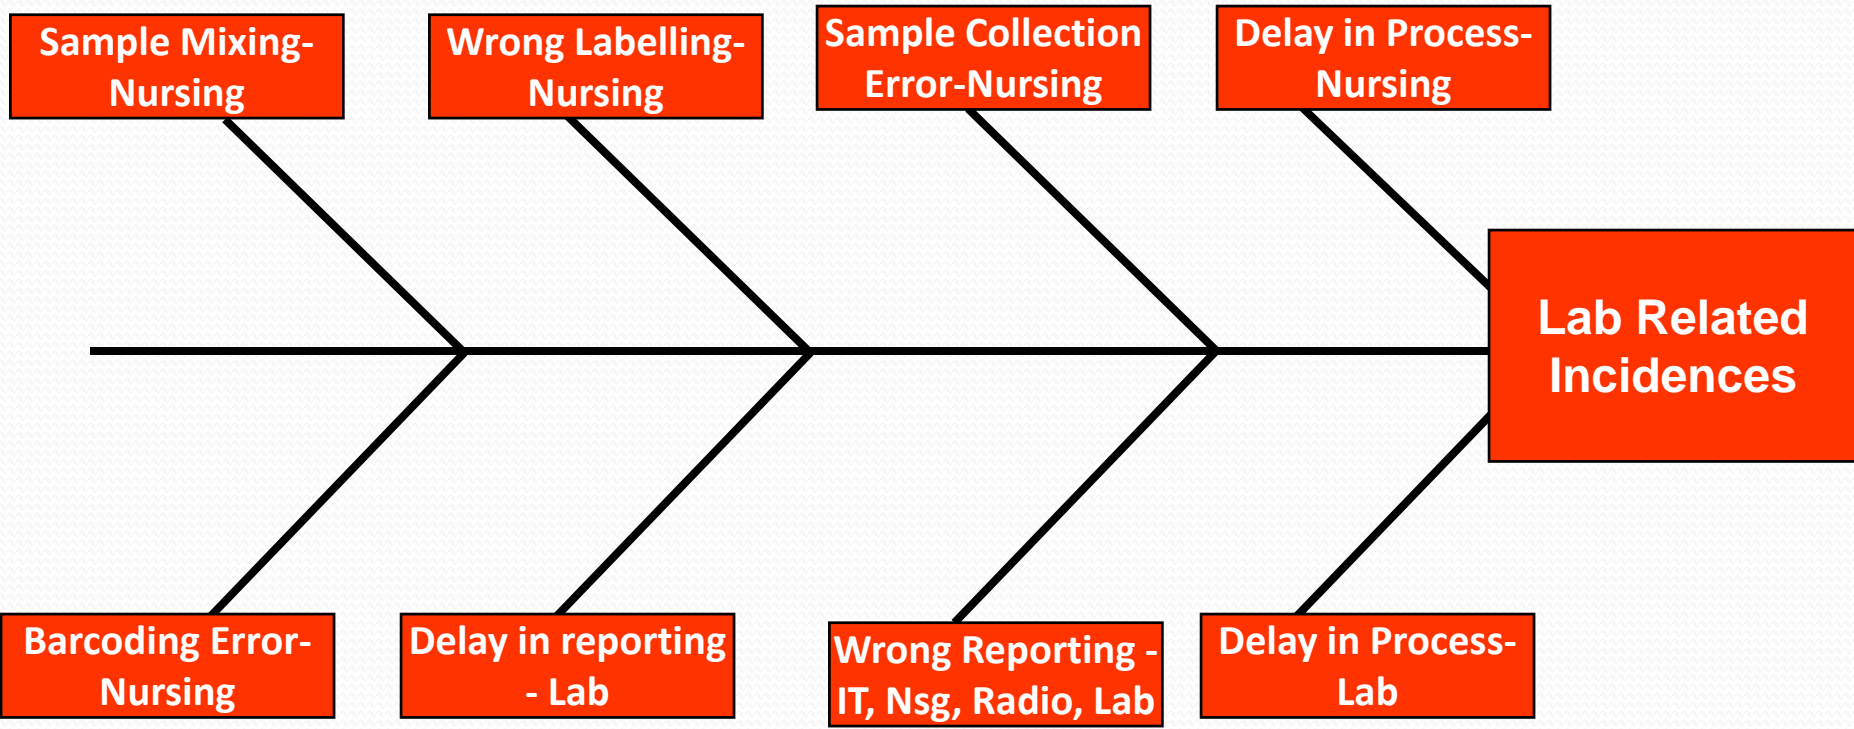 Sample Mixing-
Nursing
Wrong Labelling-
Nursing
Sample Collection
Error-Nursing
Delay in Process-
Nursing
Lab Related
Incidences
Barcoding Error-
Nursing
Delay in reporting
- Lab
Wrong Reporting -
IT, Nsg, Radio, Lab
Delay in Process-
Lab